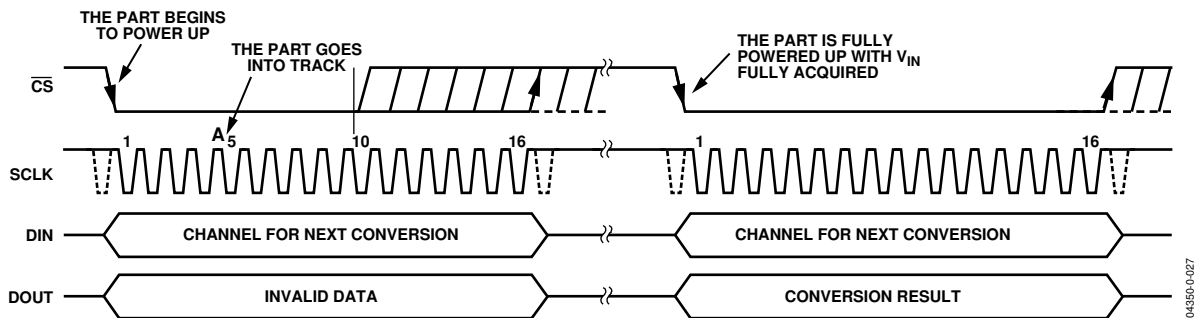 THE PART BEGINS
TO POWER UP
THE PART GOES
INTO TRACK
THE PART IS FULLY
POWERED UP WITH VIN
FULLY ACQUIRED
CS
1
A
5
10
16
1
16
SCLK
DIN
CHANNEL FOR NEXT CONVERSION
CHANNEL FOR NEXT CONVERSION
DOUT
INVALID DATA
CONVERSION RESULT
04350-0-027